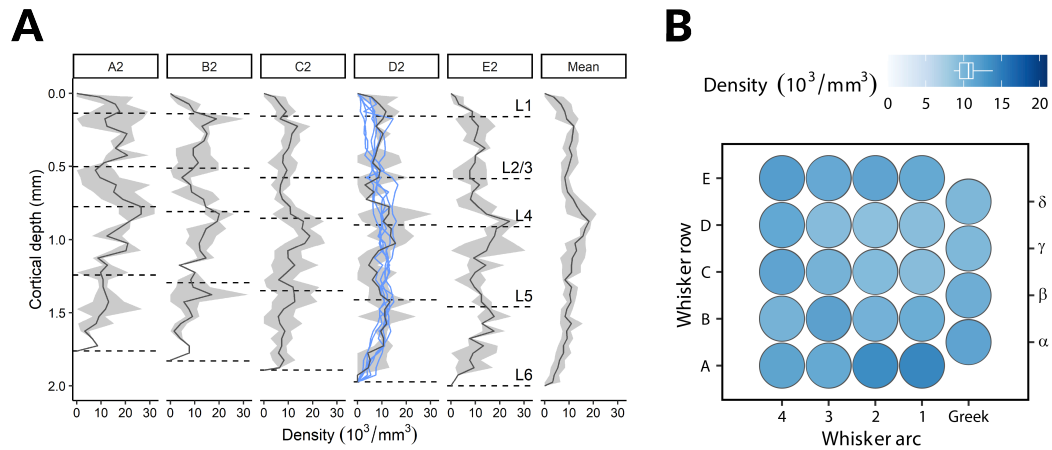 A
A2 B2 C2 D2 E2 Mean
0.0
0.5
1.0
1.5
2.0
Cortical depth (mm)
L1
L2/3
L4
L5
L6
0 10 20 30 0 10 20 30 0 10 20 30 0 10 20 30 0 10 20 30 0 10 20 30
Density (10³/mm³)
B
Density (10³/mm³)
0 5 10 15 20
E
D
C
B
A
Whisker row
δ
γ
β
α
4 3 2 1 Greek
Whisker arc